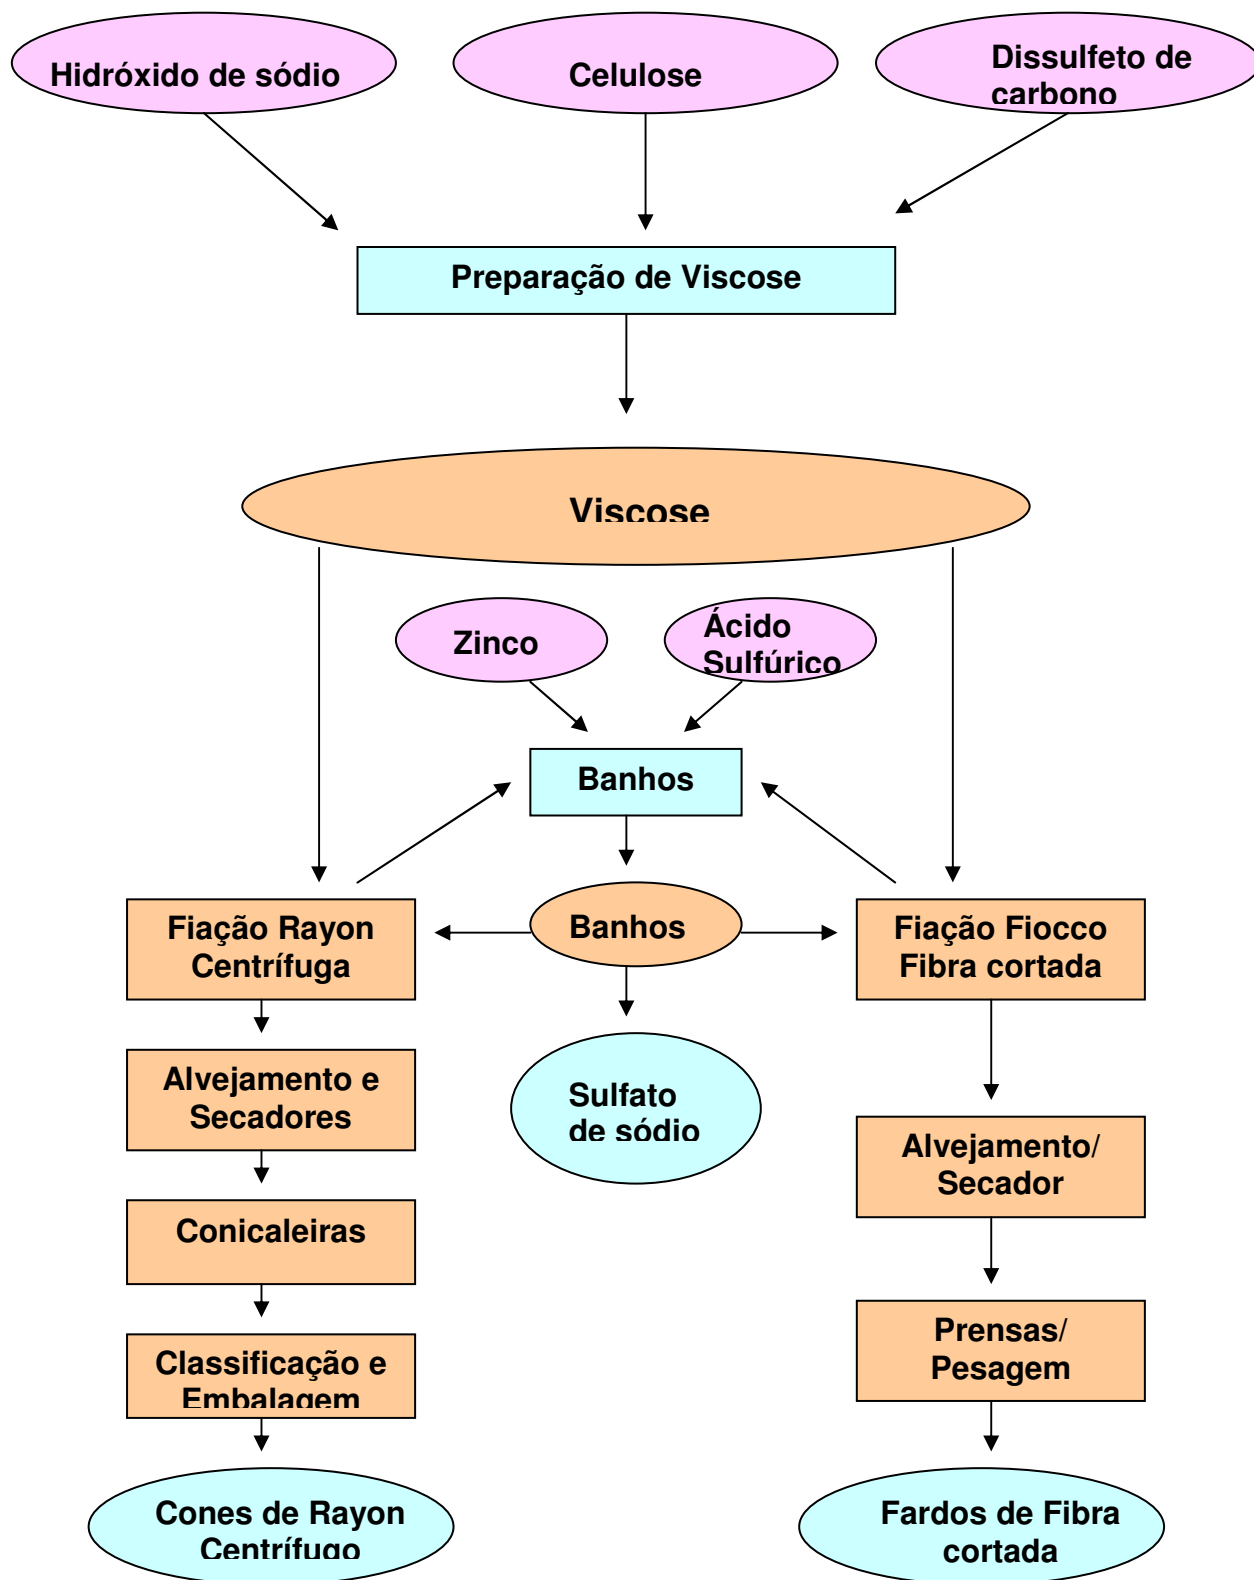 Hidróxido de sódio
Celulose
Dissulfeto de
carbono
Preparação de Viscose
Viscose
Zinco
Ácido
Sulfúrico
Banhos
Fiação Rayon
Centrífuga
Banhos
Fiação Fiocco
Fibra cortada
Alvejamento e
Secadores
Sulfato
de sódio
Alvejamento/
Secador
Conicaleiras
Prensas/
Pesagem
Classificação e
Embalagem
Cones de Rayon
Centrífugo
Fardos de Fibra
cortada